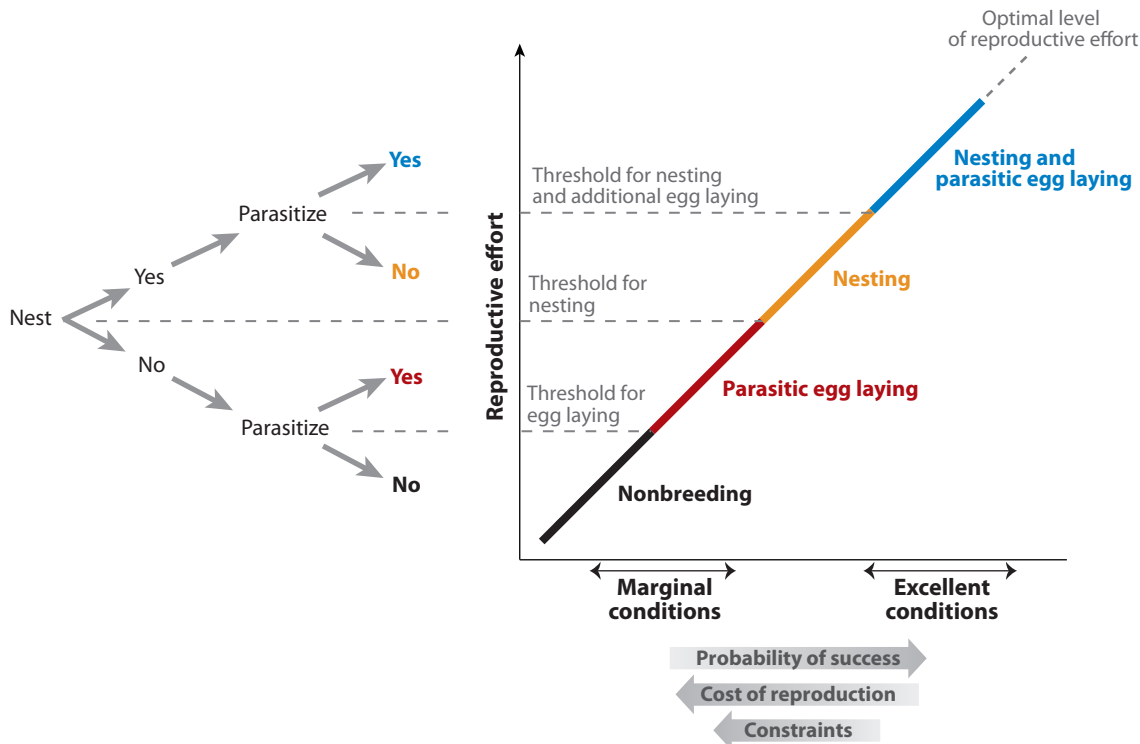 Optimal level
of reproductive effort
Yes
Threshold for nesting
and additional egg laying
Nesting and
parasitic egg laying
Parasitize
Yes
No
Threshold for
nesting
Nesting
Nest
Reproductive effort
No
Yes
Threshold for
egg laying
Parasitic egg laying
Parasitize
No
Nonbreeding
Marginal
conditions
Excellent
conditions
Probability of success
Cost of reproduction
Constraints